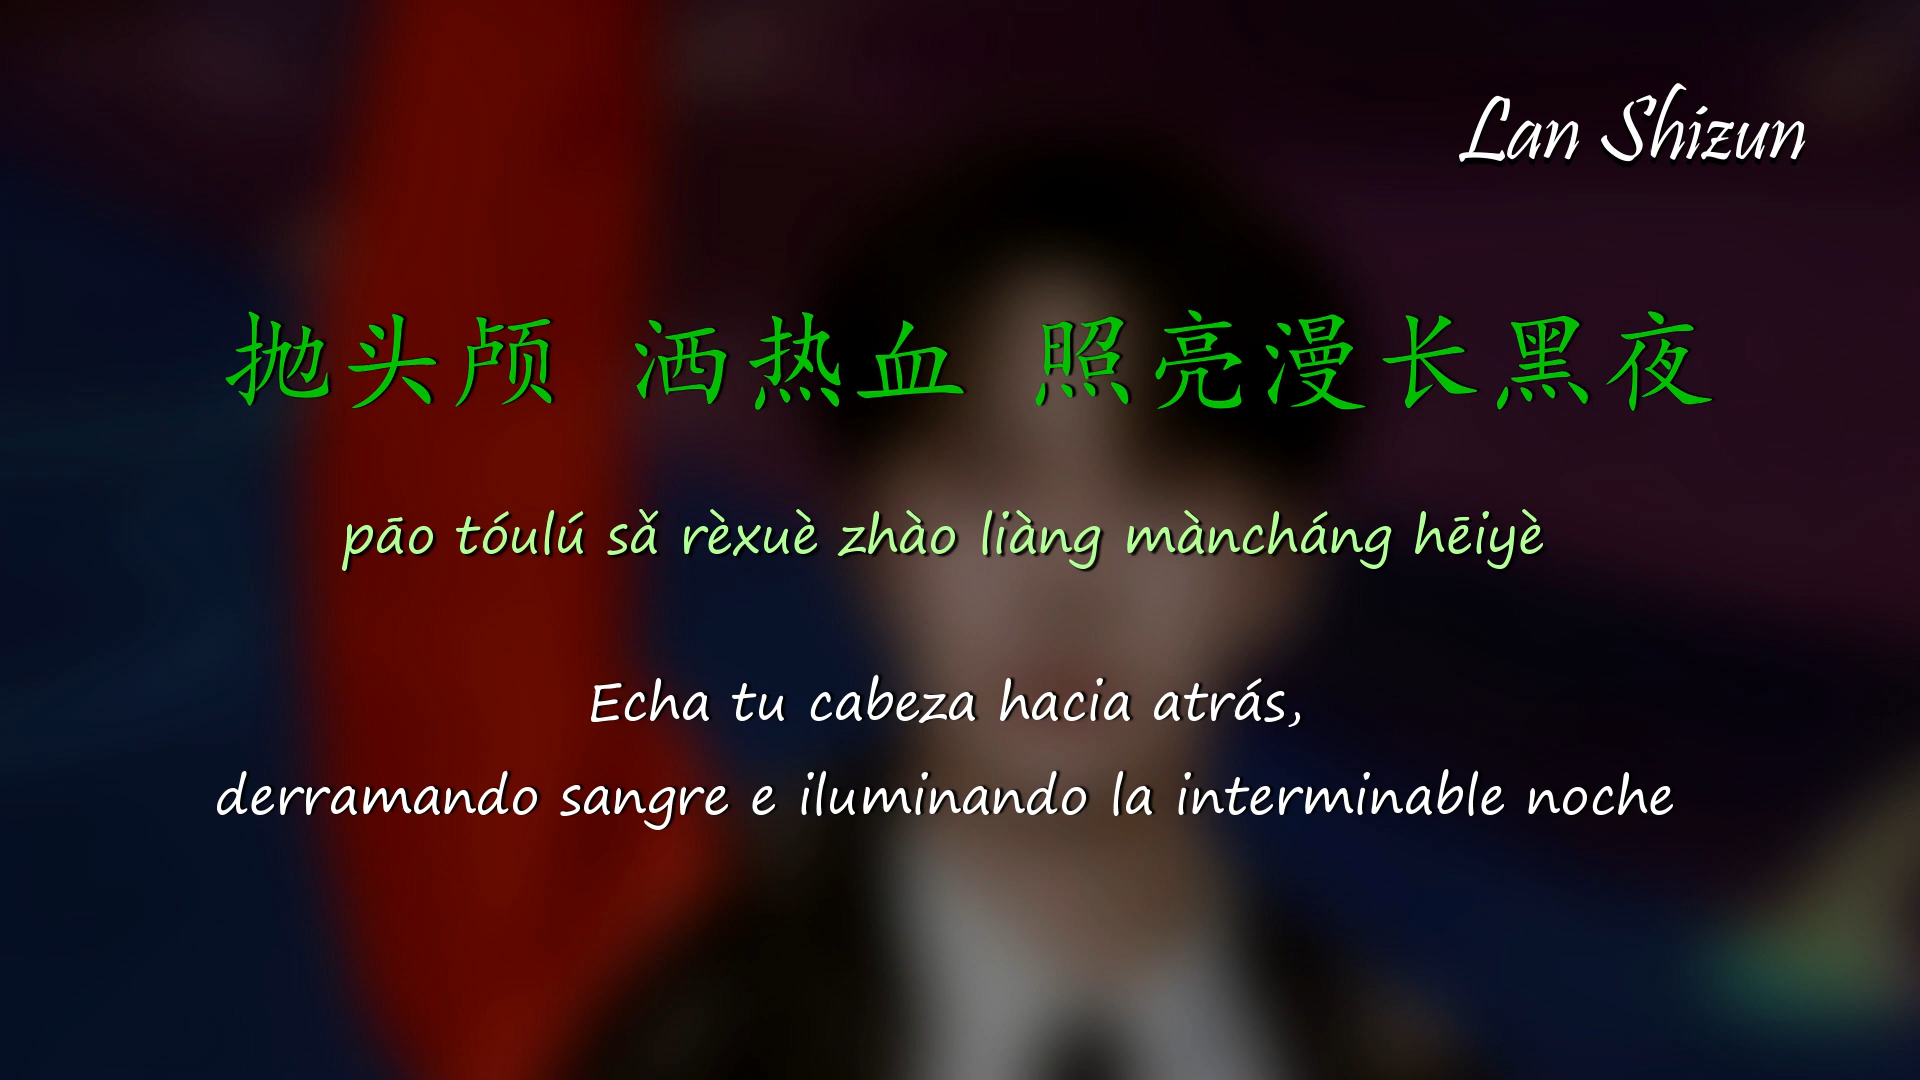 Lan Shizun
抛头颅 洒热血 照亮漫长黑夜
pāo tóulú sǎ rèxuè zhào liàng màncháng hēiyè
Echa tu cabeza hacia atrás,
derramando sangre e iluminando la interminable noche